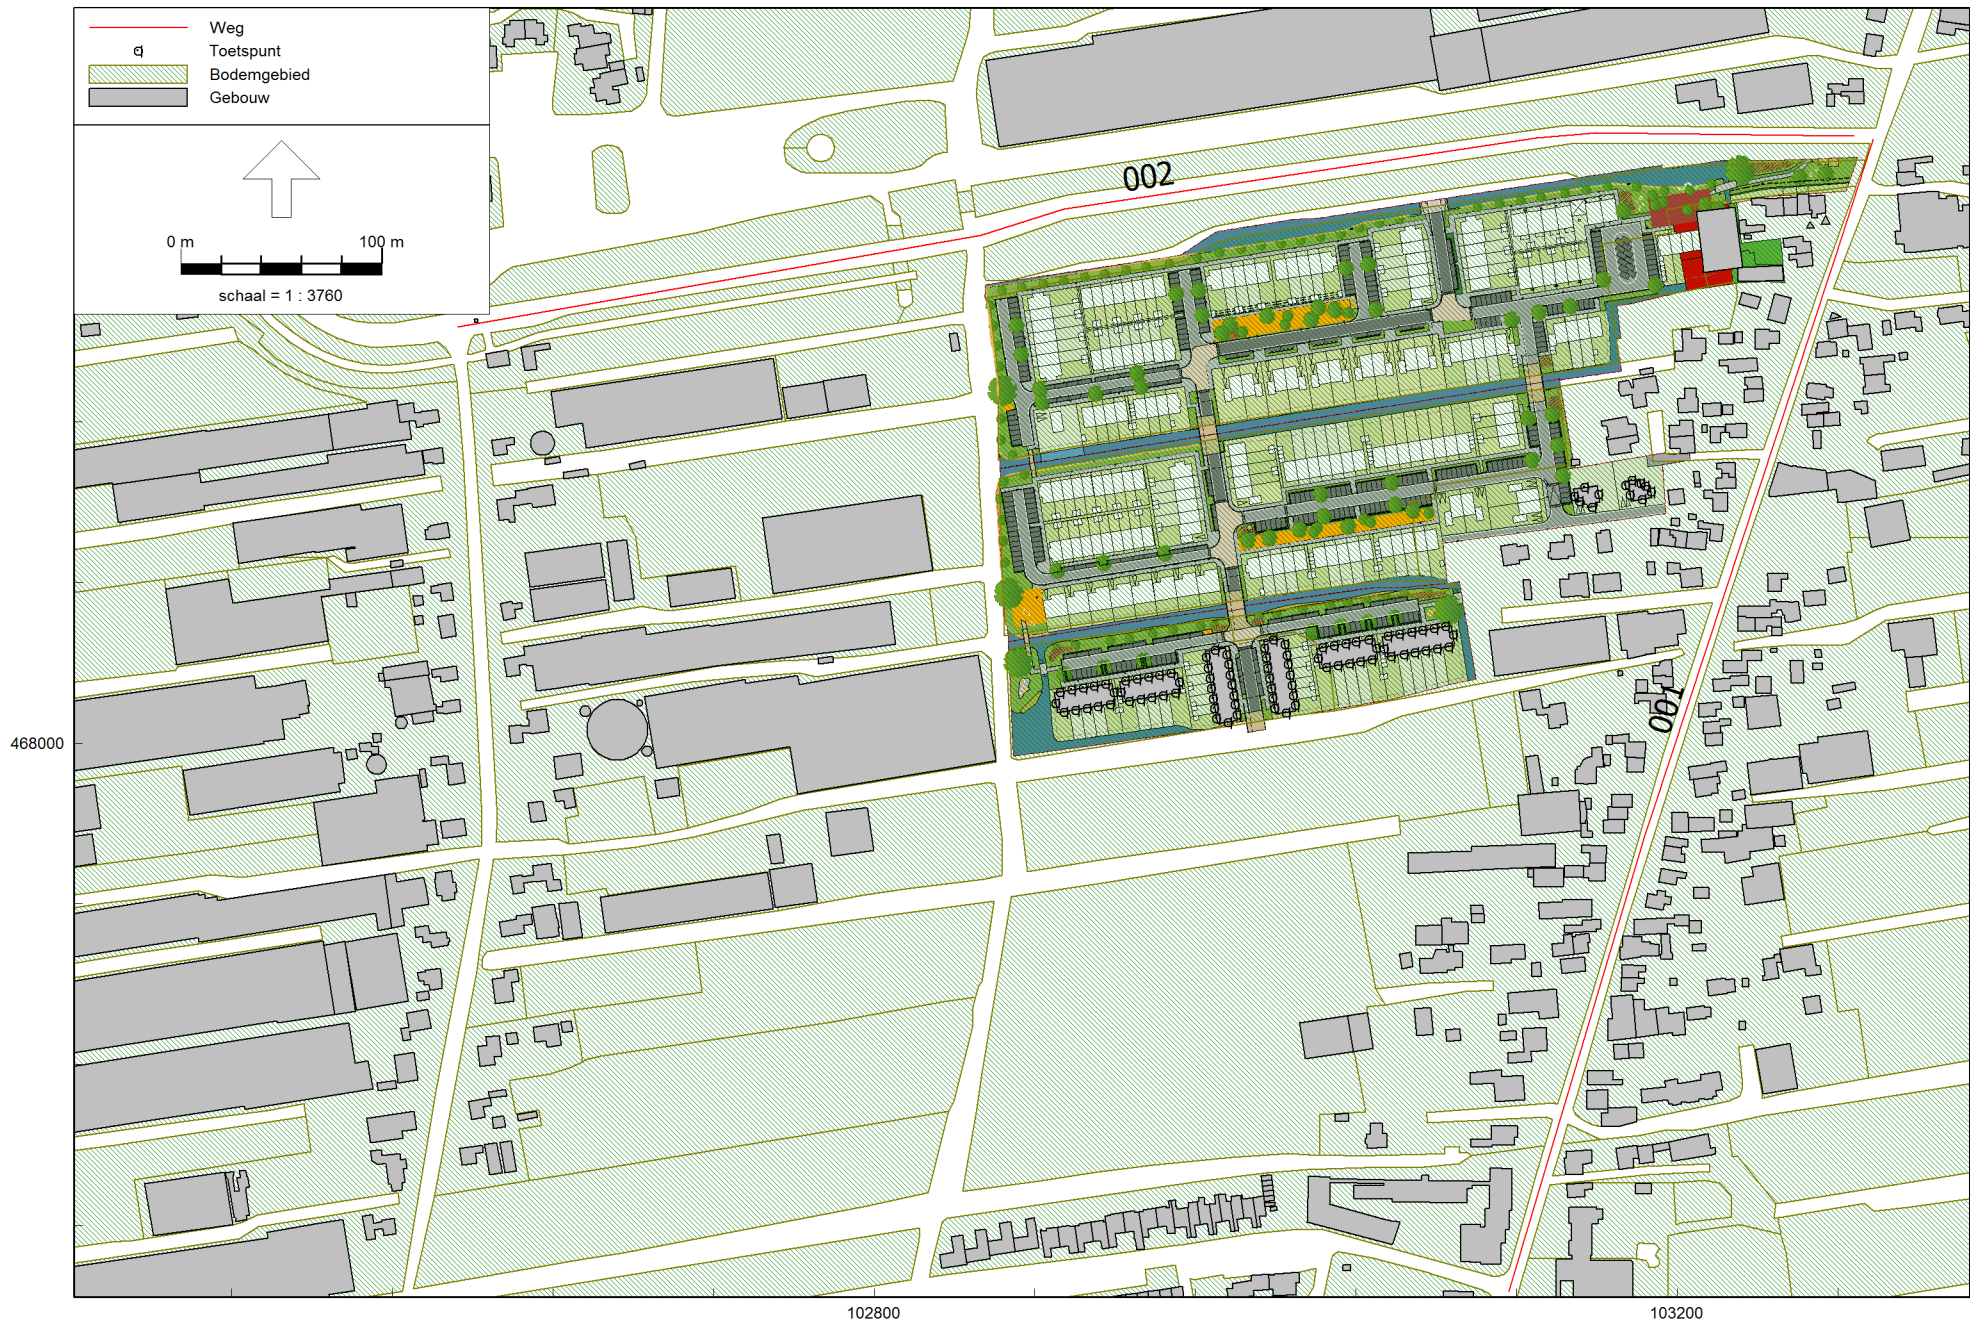 Weg
Toetspunt
Bodemgebied
Gebouw
0 m 100 m
schaal = 1 : 3760
002
001
468000
102800 103200